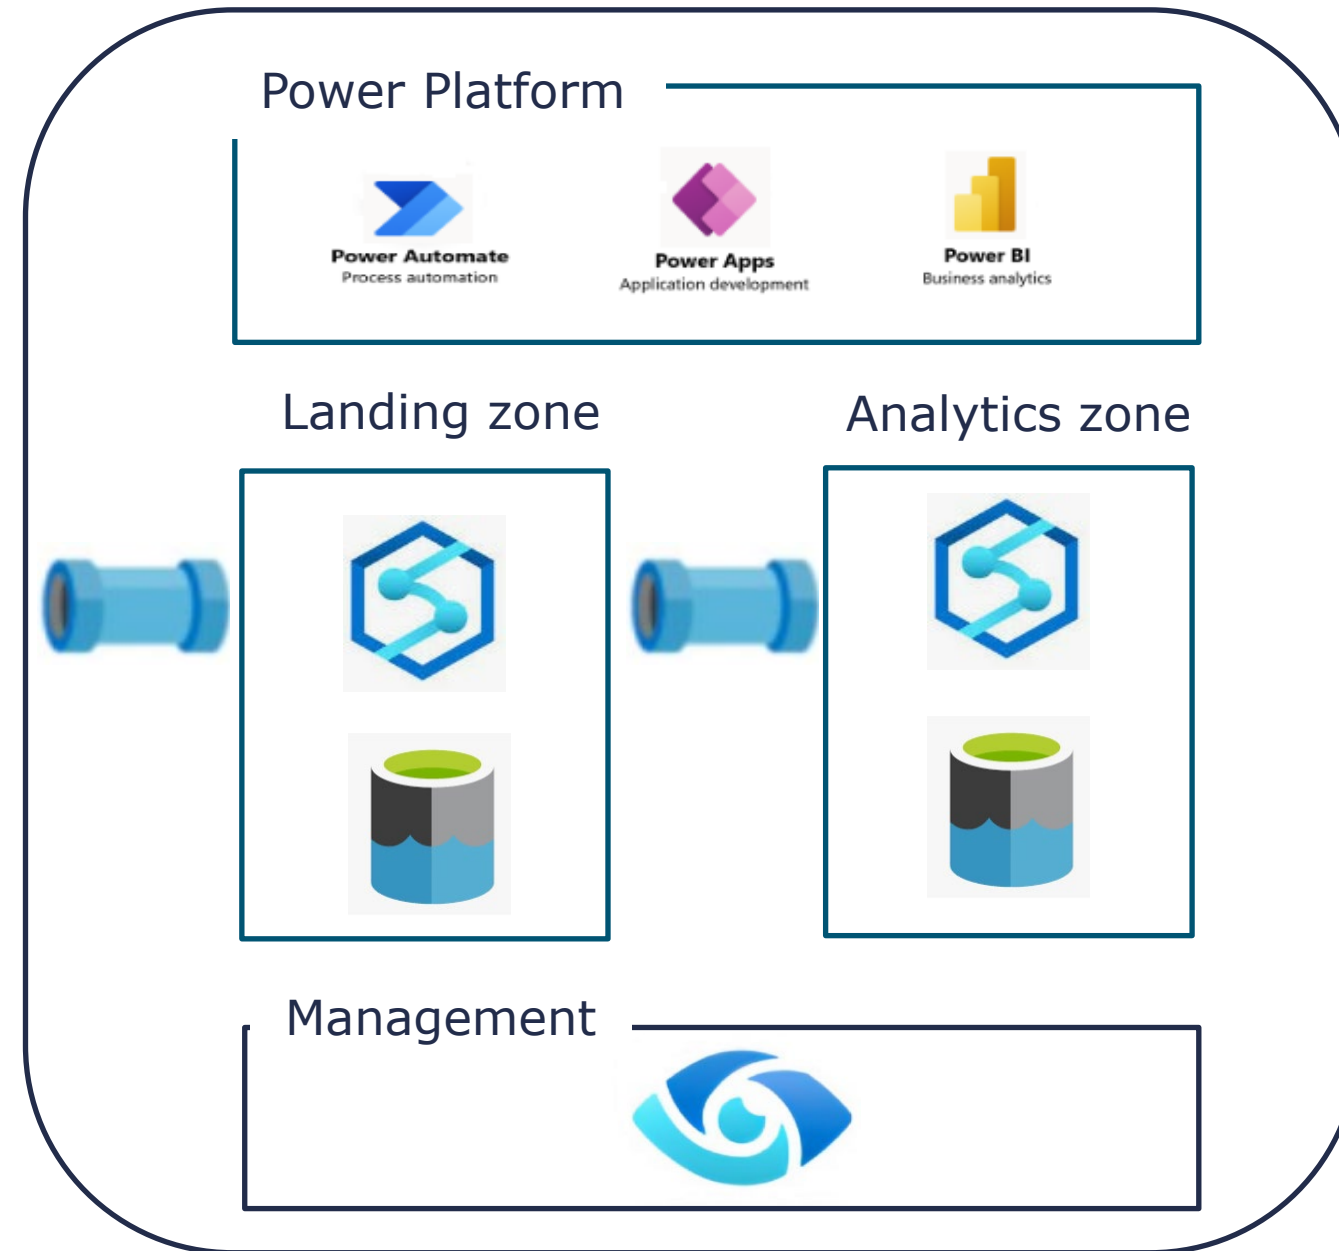 Power Platform
Power Automate
Process automation
Power Apps
Application development
Power BI
Business analytics
Landing zone
Analytics zone
Management